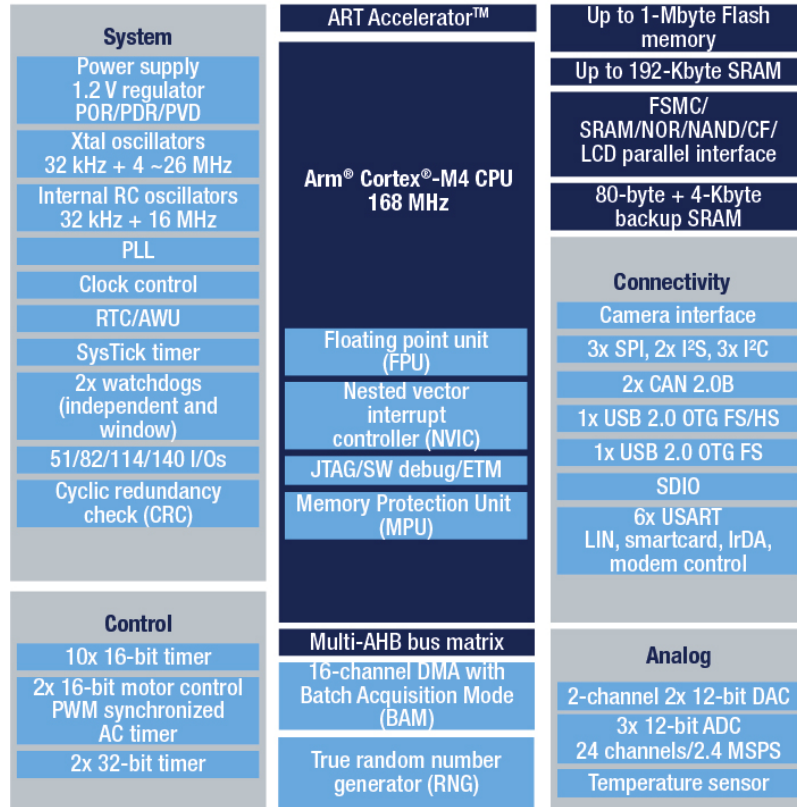 System
Power supply
1.2 V regulator
POR/PDR/PVD
Xtal oscillators
32 kHz + 4 ~26 MHz
Internal RC oscillators
32 kHz + 16 MHz
PLL
Clock control
RTC/AWU
SysTick timer
2x watchdogs
(independent and
window)
51/82/114/140 I/Os
Cyclic redundancy
check (CRC)
Control
10x 16-bit timer
2x 16-bit motor control
PWM synchronized
AC timer
2x 32-bit timer
ART Accelerator™
Arm® Cortex®-M4 CPU
168 MHz
Floating point unit
(FPU)
Nested vector
interrupt
controller (NVIC)
JTAG/SW debug/ETM
Memory Protection Unit
(MPU)
Multi-AHB bus matrix
16-channel DMA with
Batch Acquisition Mode
(BAM)
True random number
generator (RNG)
Up to 1-Mbyte Flash
memory
Up to 192-Kbyte SRAM
FSMC/
SRAM/NOR/NAND/CF/
LCD parallel interface
80-byte + 4-Kbyte
backup SRAM
Connectivity
Camera interface
3x SPI, 2x I²S, 3x I²C
2x CAN 2.0B
1x USB 2.0 OTG FS/HS
1x USB 2.0 OTG FS
SDIO
6x USART
LIN, smartcard, IrDA,
modem control
Analog
2-channel 2x 12-bit DAC
3x 12-bit ADC
24 channels/2.4 MSPS
Temperature sensor